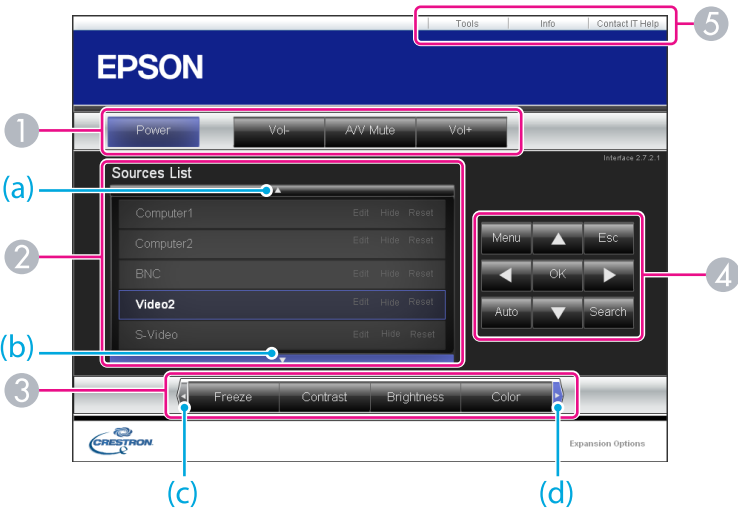 Tools Info Contact IT Help 5
EPSON
1 Power Vol- A/V Mute Vol+
Interface 2.7.2.1
Sources List
(a)
Computer1 Edit Hide Reset
Computer2 Edit Hide Reset
BNC Edit Hide Reset
Video2 Edit Hide Reset
S-Video Edit Hide Reset
2
(b)
Menu Esc
OK
Auto Search
4
3 Freeze Contrast Brightness Color
CRESTRON
Expansion Options
(c) (d)